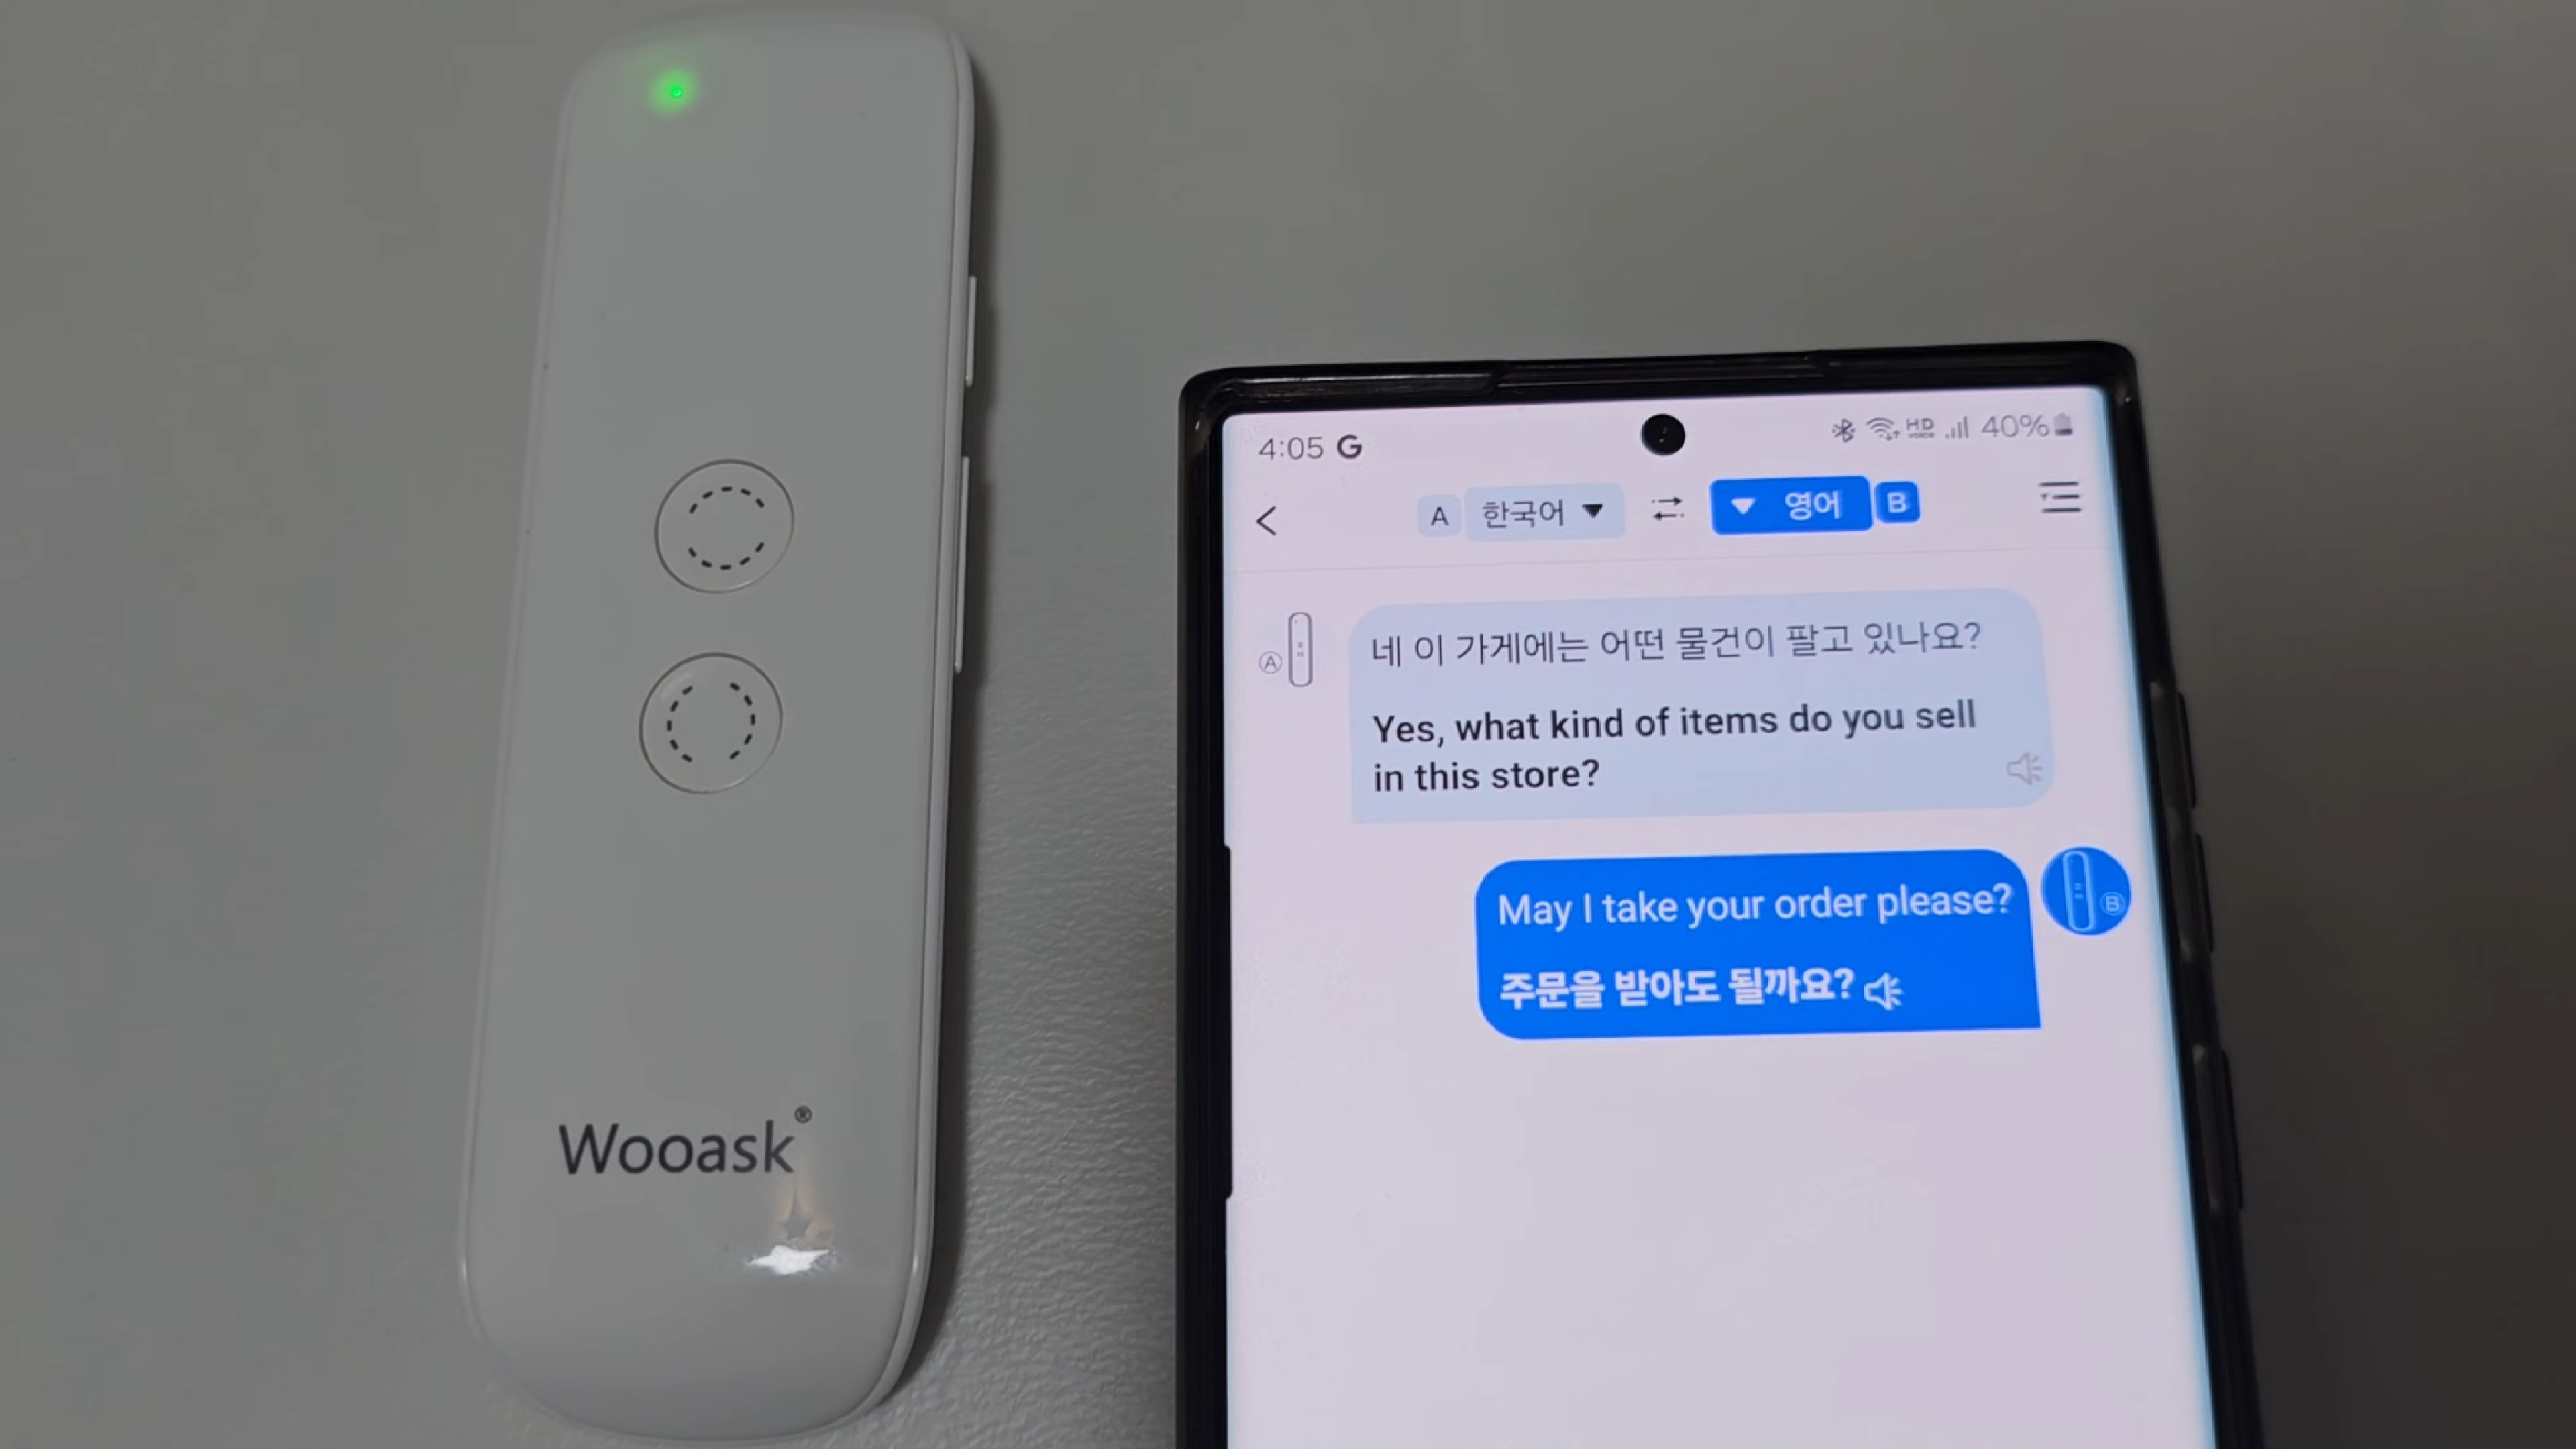 Wooask®
4:05 G
HD
voice
40%
A 한국어
영어 B
A
네 이 가게에는 어떤 물건이 팔고 있나요?
Yes, what kind of items do you sell
in this store?
May I take your order please?
주문을 받아도 될까요?
B